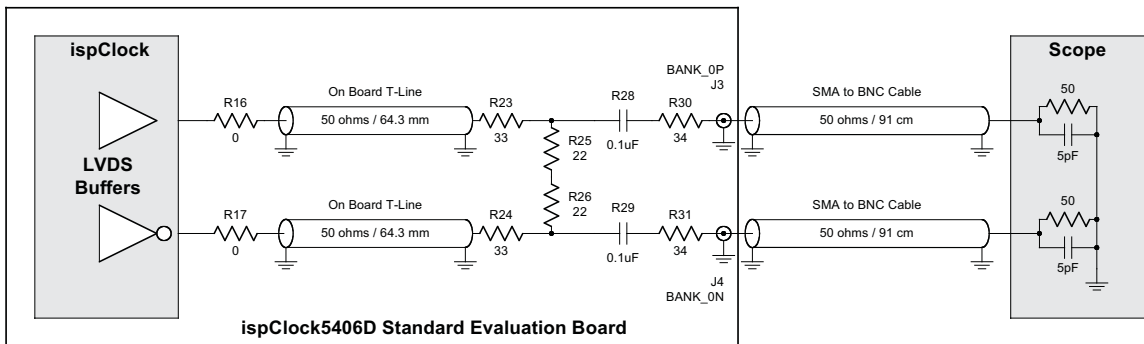 ispClock
Scope
BANK_0P
J3
R16
0
On Board T-Line
50 ohms / 64.3 mm
R23
33
R28
0.1uF
R30
34
SMA to BNC Cable
50 ohms / 91 cm
50
5pF
R25
22
LVDS
Buffers
R26
22
R17
0
On Board T-Line
50 ohms / 64.3 mm
R24
33
R29
0.1uF
R31
34
SMA to BNC Cable
50 ohms / 91 cm
50
5pF
J4
BANK_0N
ispClock5406D Standard Evaluation Board